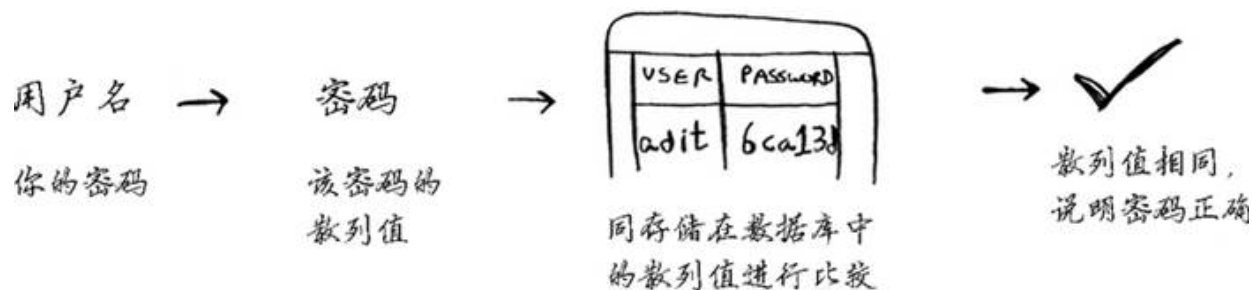 用户名 → 密码 →
USER PASSWORD
adit 6ca13d
→ ✓
你的密码
该密码的
散列值
同存储在数据库中
的散列值进行比较
散列值相同，
说明密码正确